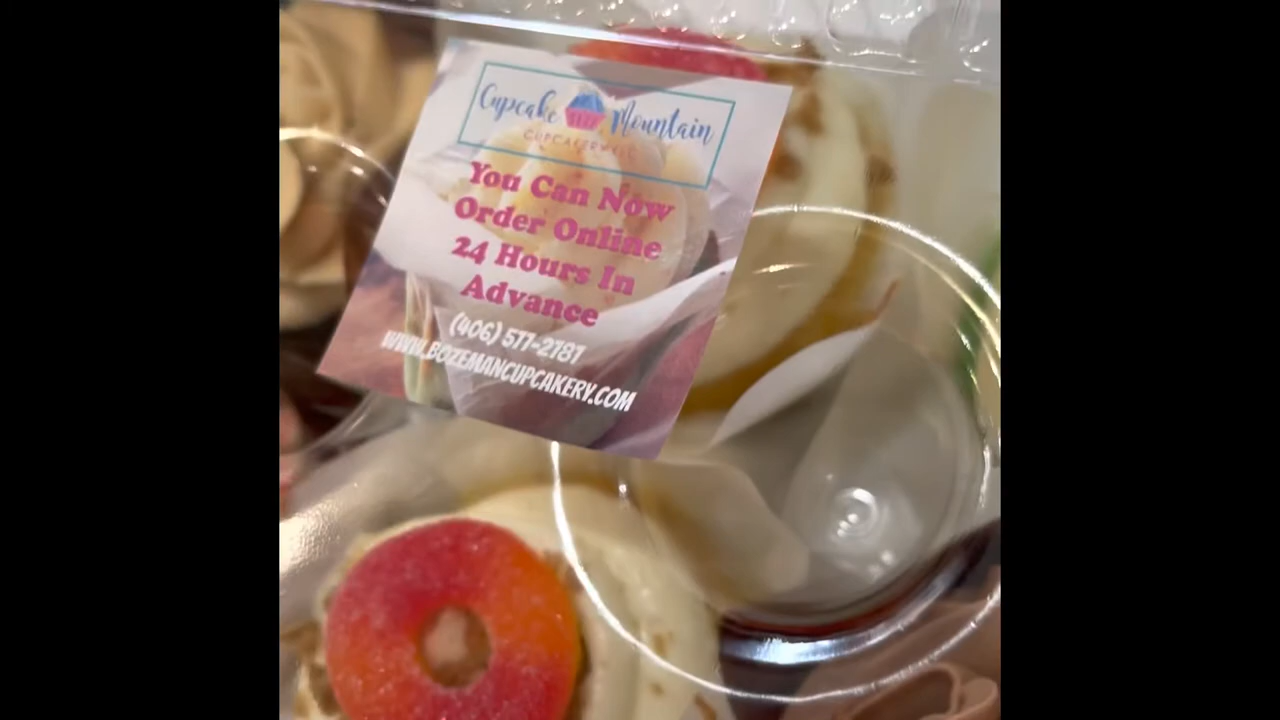 Cupcake Mountain
You Can Now
Order Online
24 Hours In
Advance
(406) 577-2787
WWW.BOZEMANCUPCAKERY.COM